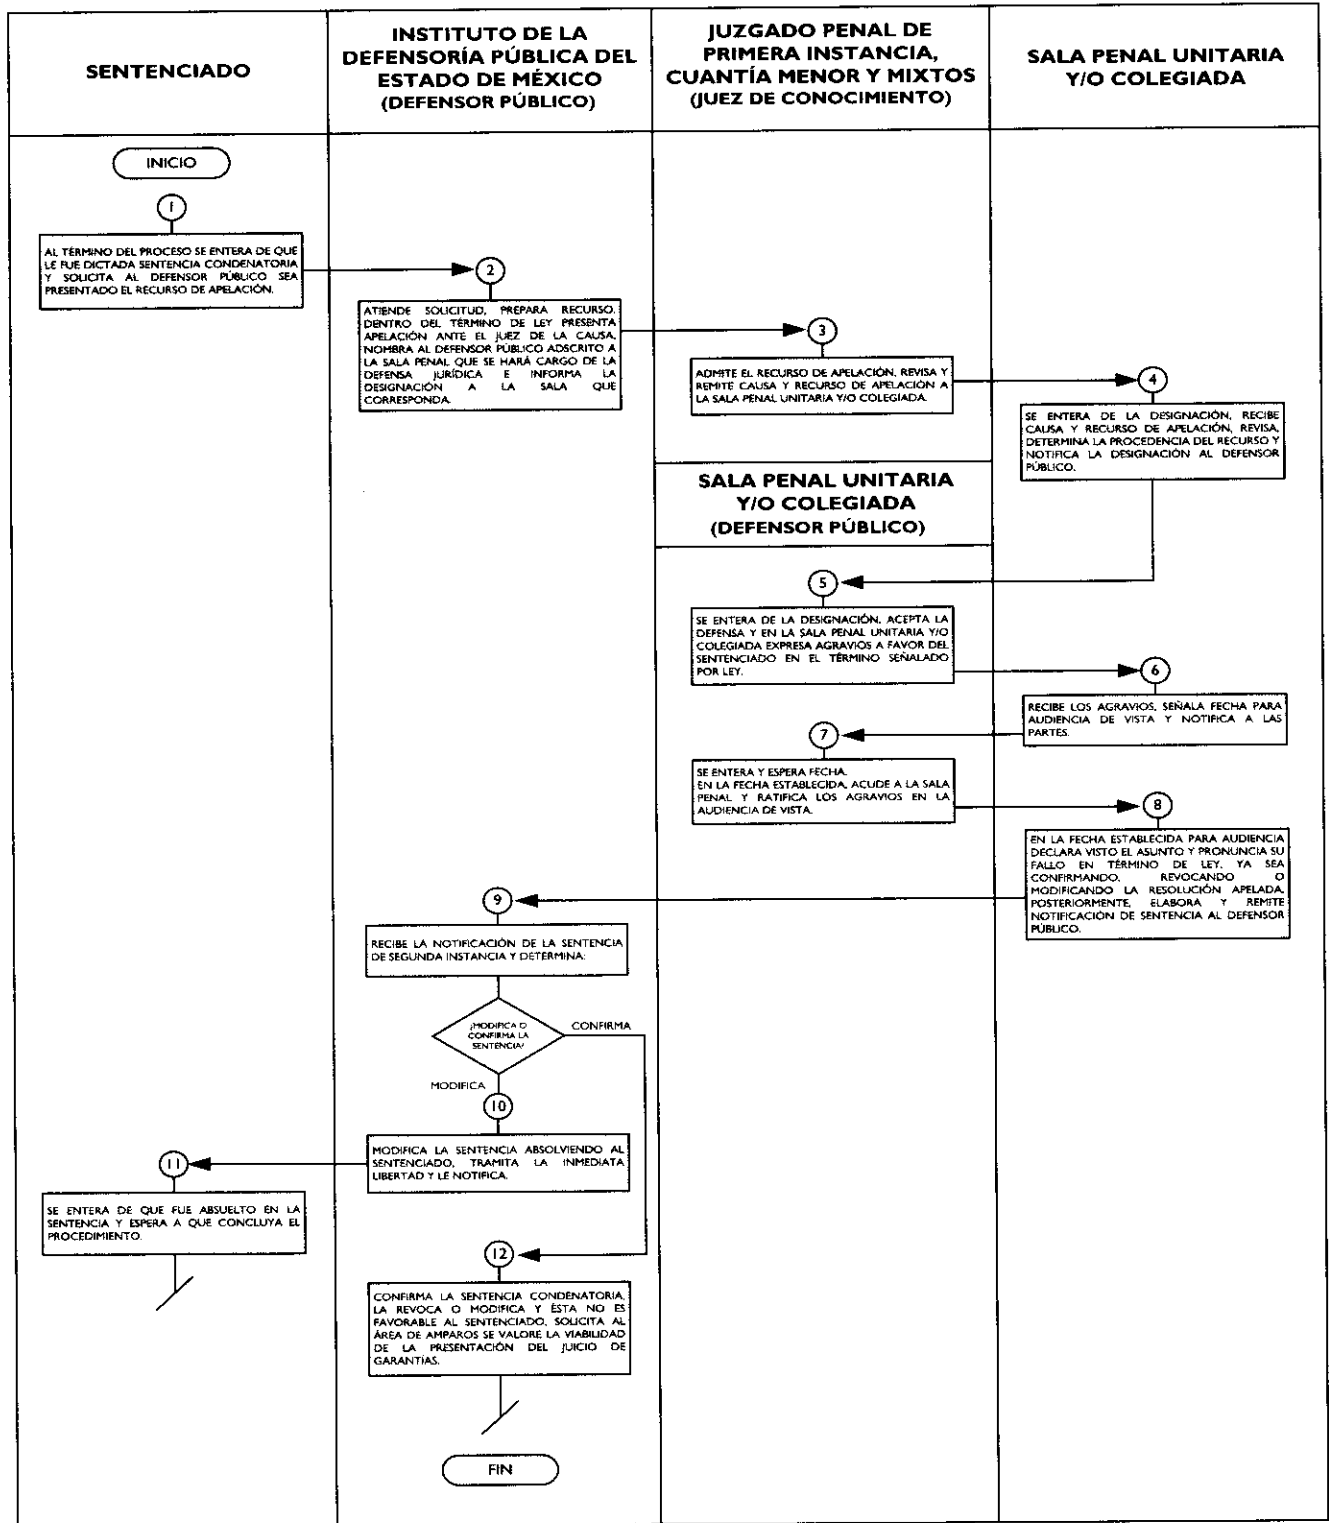 SENTENCIADO
INSTITUTO DE LA
DEFENSORÍA PÚBLICA DEL
ESTADO DE MÉXICO
(DEFENSOR PÚBLICO)
JUZGADO PENAL DE
PRIMERA INSTANCIA,
CUANTÍA MENOR Y MIXTOS
(JUEZ DE CONOCIMIENTO)
SALA PENAL UNITARIA
Y/O COLEGIADA
INICIO
1
AL TÉRMINO DEL PROCESO SE ENTERA DE QUE
LE FUE DICTADA SENTENCIA CONDENATORIA
Y SOLICITA AL DEFENSOR PÚBLICO SEA
PRESENTADO EL RECURSO DE APELACIÓN.
2
ATIENDE SOLICITUD, PREPARA RECURSO,
DENTRO DEL TÉRMINO DE LEY PRESENTA
APELACIÓN ANTE EL JUEZ DE LA CAUSA,
NOMBRA AL DEFENSOR PÚBLICO ADSCRITO A
LA SALA PENAL QUE SE HARÁ CARGO DE LA
DEFENSA JURÍDICA E INFORMA LA
DESIGNACIÓN A LA SALA QUE
CORRESPONDA.
3
ADMITE EL RECURSO DE APELACIÓN, REVISA Y
REMITE CAUSA Y RECURSO DE APELACIÓN A
LA SALA PENAL UNITARIA Y/O COLEGIADA.
4
SE ENTERA DE LA DESIGNACIÓN, RECIBE
CAUSA Y RECURSO DE APELACIÓN, REVISA,
DETERMINA LA PROCEDENCIA DEL RECURSO Y
NOTIFICA LA DESIGNACIÓN AL DEFENSOR
PÚBLICO.
SALA PENAL UNITARIA
Y/O COLEGIADA
(DEFENSOR PÚBLICO)
5
SE ENTERA DE LA DESIGNACIÓN, ACEPTA LA
DEFENSA Y EN LA SALA PENAL UNITARIA Y/O
COLEGIADA EXPRESA AGRAVIOS A FAVOR DEL
SENTENCIADO EN EL TÉRMINO SEÑALADO
POR LEY.
6
RECIBE LOS AGRAVIOS, SEÑALA FECHA PARA
AUDIENCIA DE VISTA Y NOTIFICA A LAS
PARTES.
7
SE ENTERA Y ESPERA FECHA.
EN LA FECHA ESTABLECIDA, ACUDE A LA SALA
PENAL Y RATIFICA LOS AGRAVIOS EN LA
AUDIENCIA DE VISTA.
8
EN LA FECHA ESTABLECIDA PARA AUDIENCIA
DECLARA VISTO EL ASUNTO Y PRONUNCIA SU
FALLO EN TÉRMINO DE LEY, YA SEA
CONFIRMANDO, REVOCANDO O
MODIFICANDO LA RESOLUCIÓN APELADA,
POSTERIORMENTE, ELABORA Y REMITE
NOTIFICACIÓN DE SENTENCIA AL DEFENSOR
PÚBLICO.
9
RECIBE LA NOTIFICACIÓN DE LA SENTENCIA
DE SEGUNDA INSTANCIA Y DETERMINA:
¿MODIFICA O
CONFIRMA LA
SENTENCIA?
CONFIRMA
MODIFICA
10
MODIFICA LA SENTENCIA ABSOLVIENDO AL
SENTENCIADO, TRAMITA LA INMEDIATA
LIBERTAD Y LE NOTIFICA.
11
SE ENTERA DE QUE FUE ABSUELTO EN LA
SENTENCIA Y ESPERA A QUE CONCLUYA EL
PROCEDIMIENTO.
12
CONFIRMA LA SENTENCIA CONDENATORIA,
LA REVOCA O MODIFICA Y ÉSTA NO ES
FAVORABLE AL SENTENCIADO, SOLICITA AL
ÁREA DE AMPAROS SE VALORE LA VIABILIDAD
DE LA PRESENTACIÓN DEL JUICIO DE
GARANTÍAS.
FIN